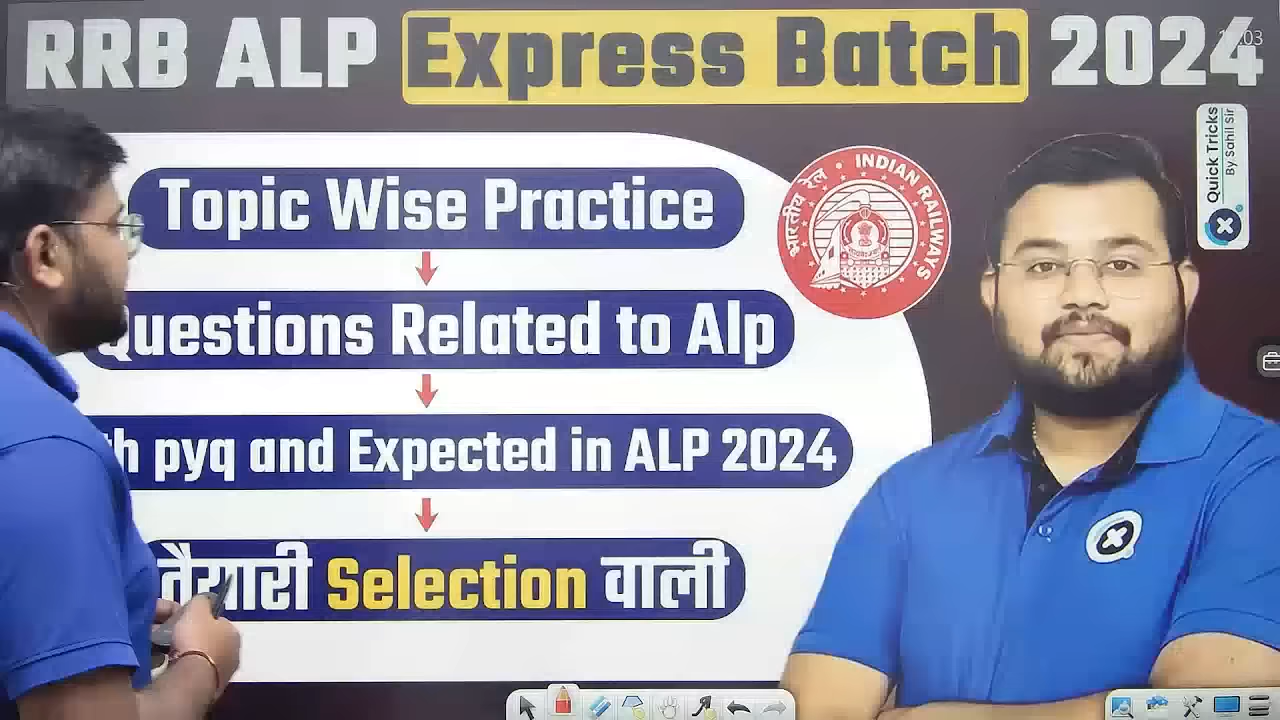 RRB ALP Express Batch 2024
Quick Tricks
By Sahil Sir
Topic Wise Practice
भारतीय रेल • INDIAN RAILWAYS
Questions Related to Alp
pyq and Expected in ALP 2024
तैयारी Selection वाली